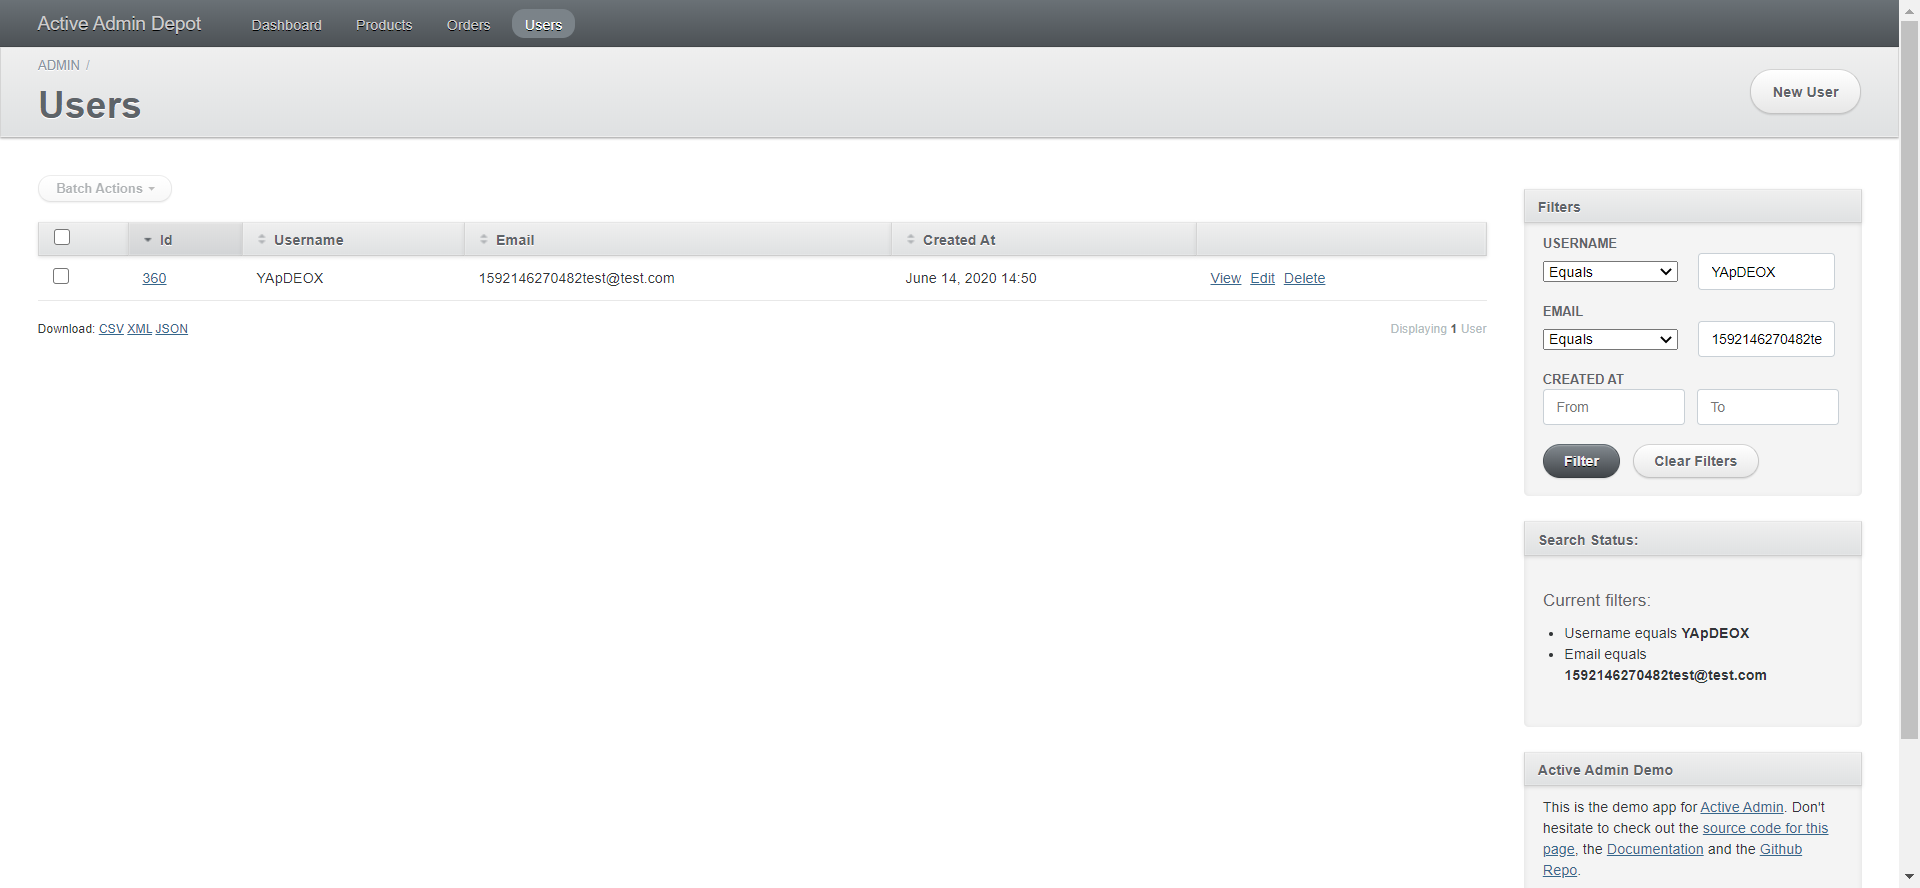 Active Admin Depot Dashboard Products Orders Users
ADMIN /
Users
New User
Batch Actions
Id Username Email Created At
360 YApDEOX 1592146270482test@test.com June 14, 2020 14:50 View Edit Delete
Download: CSV XML JSON
Displaying 1 User
Filters
USERNAME
Equals YApDEOX
EMAIL
Equals 1592146270482te
CREATED AT
From To
Filter Clear Filters
Search Status:
Current filters:
Username equals YApDEOX
Email equals
1592146270482test@test.com
Active Admin Demo
This is the demo app for Active Admin. Don't
hesitate to check out the source code for this
page, the Documentation and the Github
Repo.